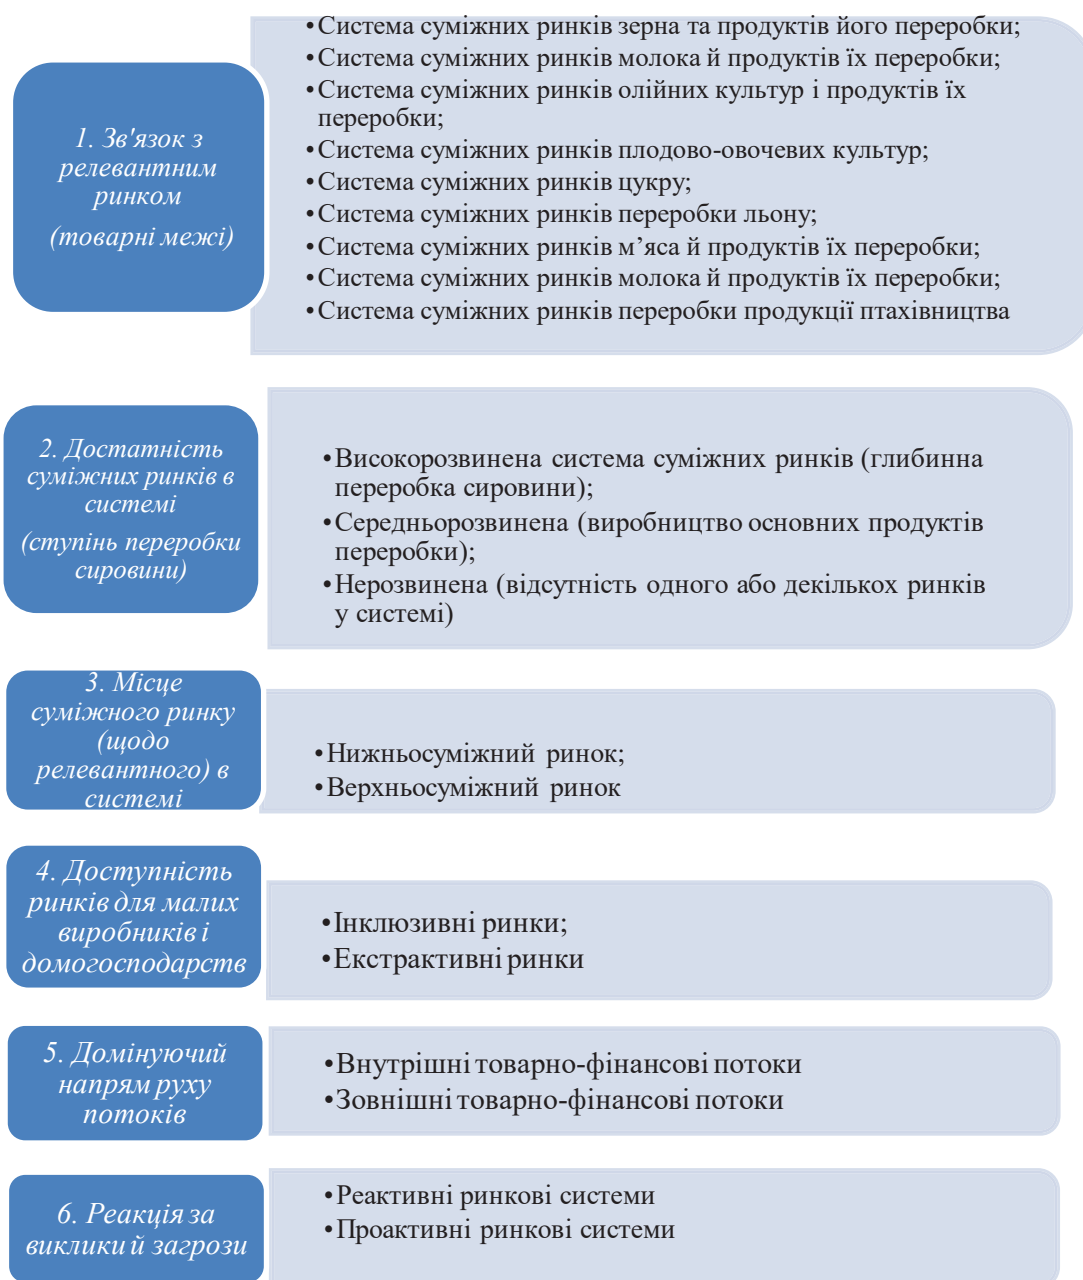 1. Зв'язок з
релевантним
ринком
(товарні межі)
•Система суміжних ринків зерна та продуктів його переробки;
•Система суміжних ринків молока й продуктів їх переробки;
•Система суміжних ринків олійних культур і продуктів їх
переробки;
•Система суміжних ринків плодово-овочевих культур;
•Система суміжних ринків цукру;
•Система суміжних ринків переробки льону;
•Система суміжних ринків м’яса й продуктів їх переробки;
•Система суміжних ринків молока й продуктів їх переробки;
•Система суміжних ринків переробки продукції птахівництва
2. Достатність
суміжних ринків в
системі
(ступінь переробки
сировини)
•Високорозвинена система суміжних ринків (глибинна
переробка сировини);
•Середньорозвинена (виробництво основних продуктів
переробки);
•Нерозвинена (відсутність одного або декількох ринків
у системі)
3. Місце
суміжного ринку
(щодо
релевантного) в
системі
•Нижньосуміжний ринок;
•Верхньосуміжний ринок
4. Доступність
ринків для малих
виробників і
домогосподарств
•Інклюзивні ринки;
•Екстрактивні ринки
5. Домінуючий
напрям руху
потоків
•Внутрішні товарно-фінансові потоки
•Зовнішні товарно-фінансові потоки
6. Реакція за
виклики й загрози
•Реактивні ринкові системи
•Проактивні ринкові системи